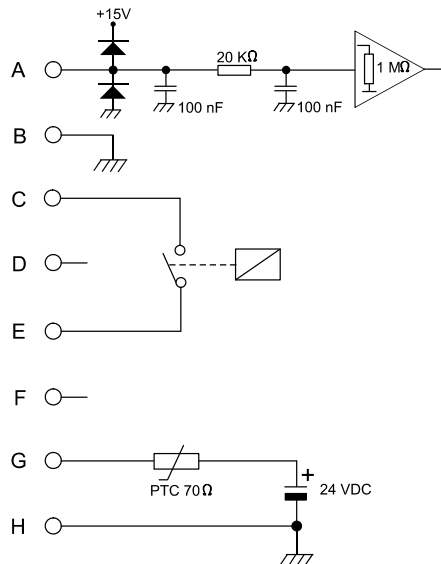 +15V
A
20 KΩ
1 MΩ
100 nF
100 nF
B
C
D
E
F
G
+
PTC 70Ω
24 VDC
H